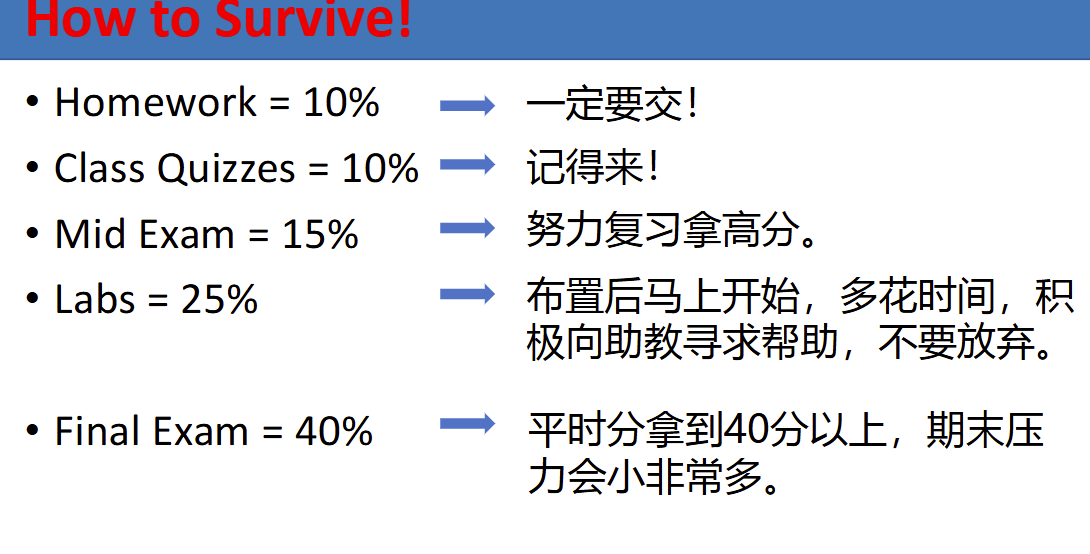 How to Survive!
• Homework = 10% 一定要交！
• Class Quizzes = 10% 记得来！
• Mid Exam = 15% 努力复习拿高分。
• Labs = 25% 布置后马上开始，多花时间，积
极向助教寻求帮助，不要放弃。
• Final Exam = 40% 平时分拿到40分以上，期末压
力会小非常多。